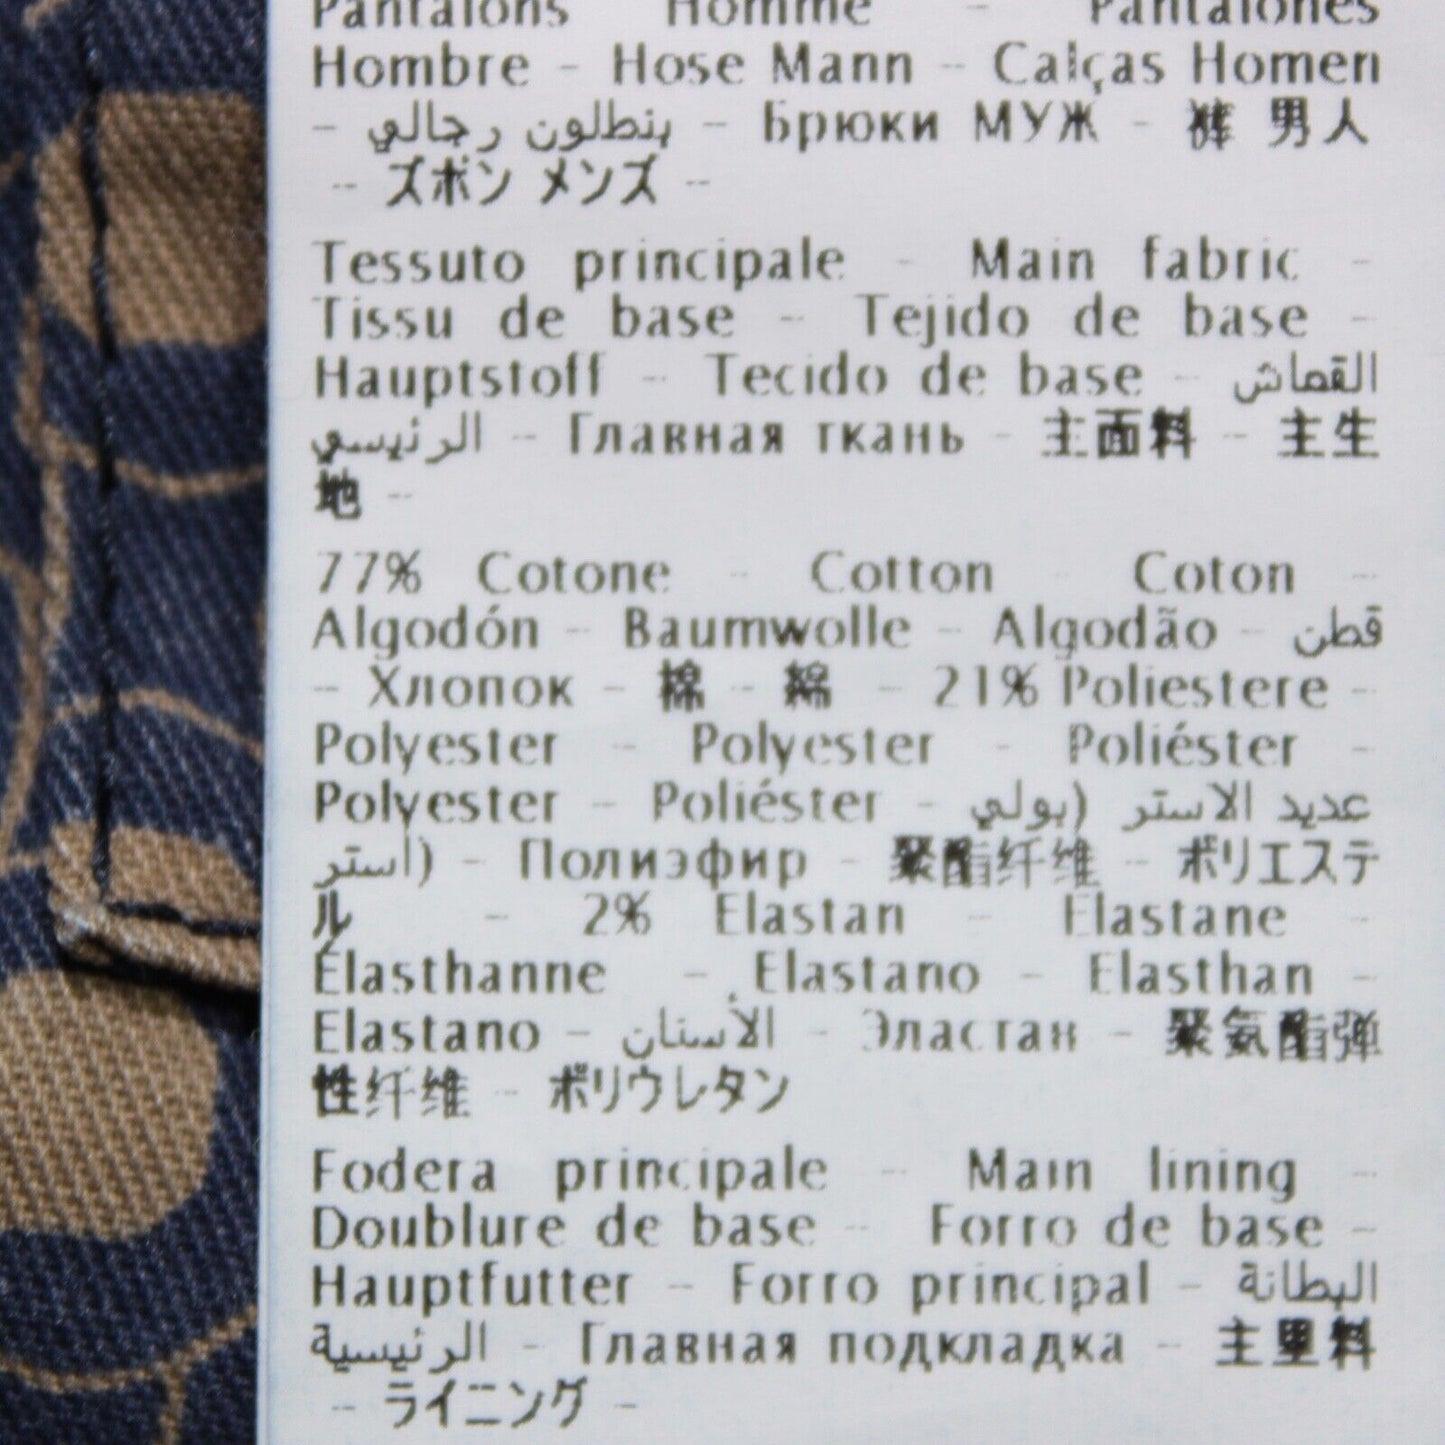 Pantalons Homme - Pantalones
Hombre - Hose Mann - Calças Homen
- بنطلون رجالي - Брюки МУЖ - 裤 男人
- ズボン メンズ -
Tessuto principale - Main fabric -
Tissu de base - Tejido de base -
Hauptstoff - Tecido de base - القماش
الرئيسي - Главная ткань - 主面料 - 主生
地 -
77% Cotone - Cotton - Coton -
Algodón - Baumwolle - Algodão - قطن
- Хлопок - 棉 - 綿 - 21% Poliestere -
Polyester - Polyester - Poliéster -
Polyester - Poliéster - عديد الاستر (بولي
استر) - Полиэфир - 聚酯纤维 - ポリエステ
ル - 2% Elastan - Elastane -
Élasthanne - Elastano - Elasthan -
Elastano - الأستان - Эластан - 聚氨酯弹
性纤维 - ポリウレタン
Fodera principale - Main lining -
Doublure de base - Forro de base -
Hauptfutter - Forro principal - البطانة
الرئيسية - Главная подкладка - 主里料
- ライニング -